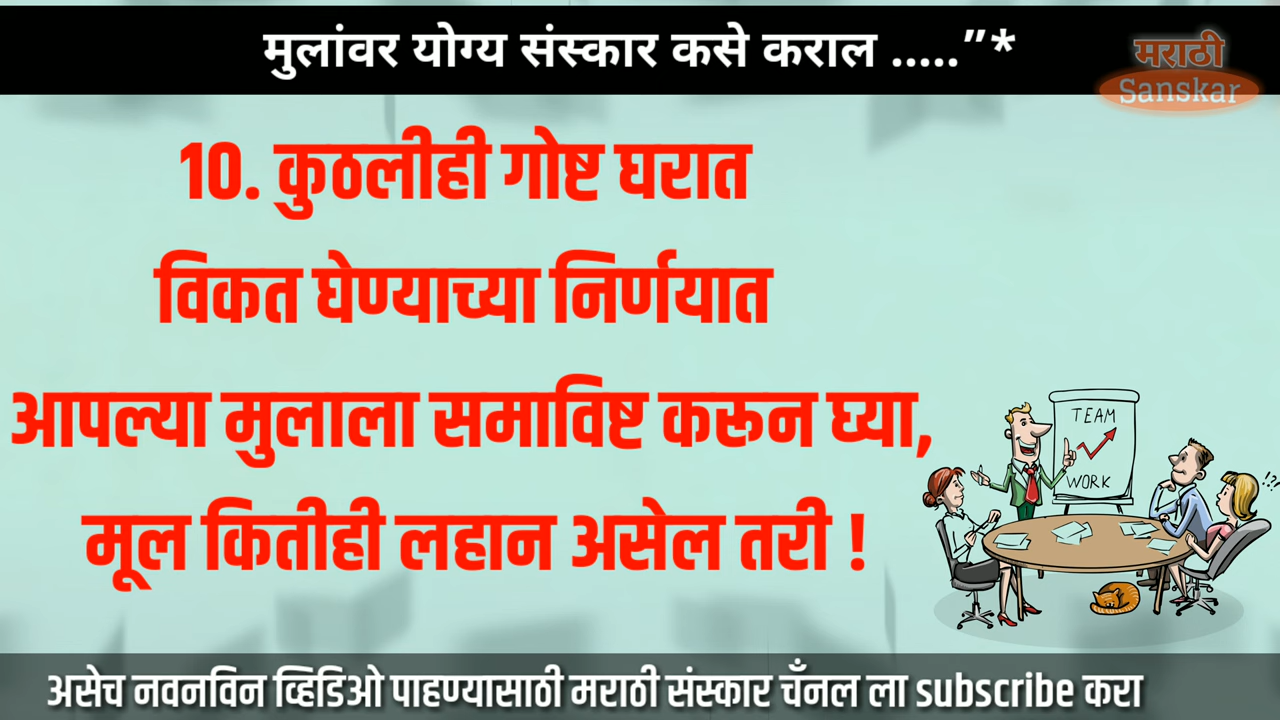 मुलांवर योग्य संस्कार कसे कराल .....”*
मराठी
Sanskar
10. कुठलीही गोष्ट घरात
विकत घेण्याच्या निर्णयात
आपल्या मुलाला समाविष्ट करून घ्या,
मूल कितीही लहान असेल तरी !
TEAM
WORK
!?!
असेच नवनविन व्हिडिओ पाहण्यासाठी मराठी संस्कार चॅंनल ला subscribe करा